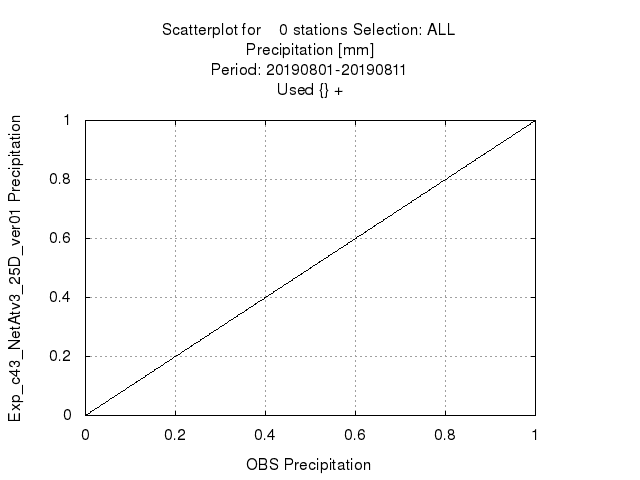 Scatterplot for 0 stations Selection: ALL
Precipitation [mm]
Period: 20190801-20190811
Used {} +
Exp_c43_NetAtv3_25D_ver01 Precipitation
1
0.8
0.6
0.4
0.2
0
0 0.2 0.4 0.6 0.8 1
OBS Precipitation